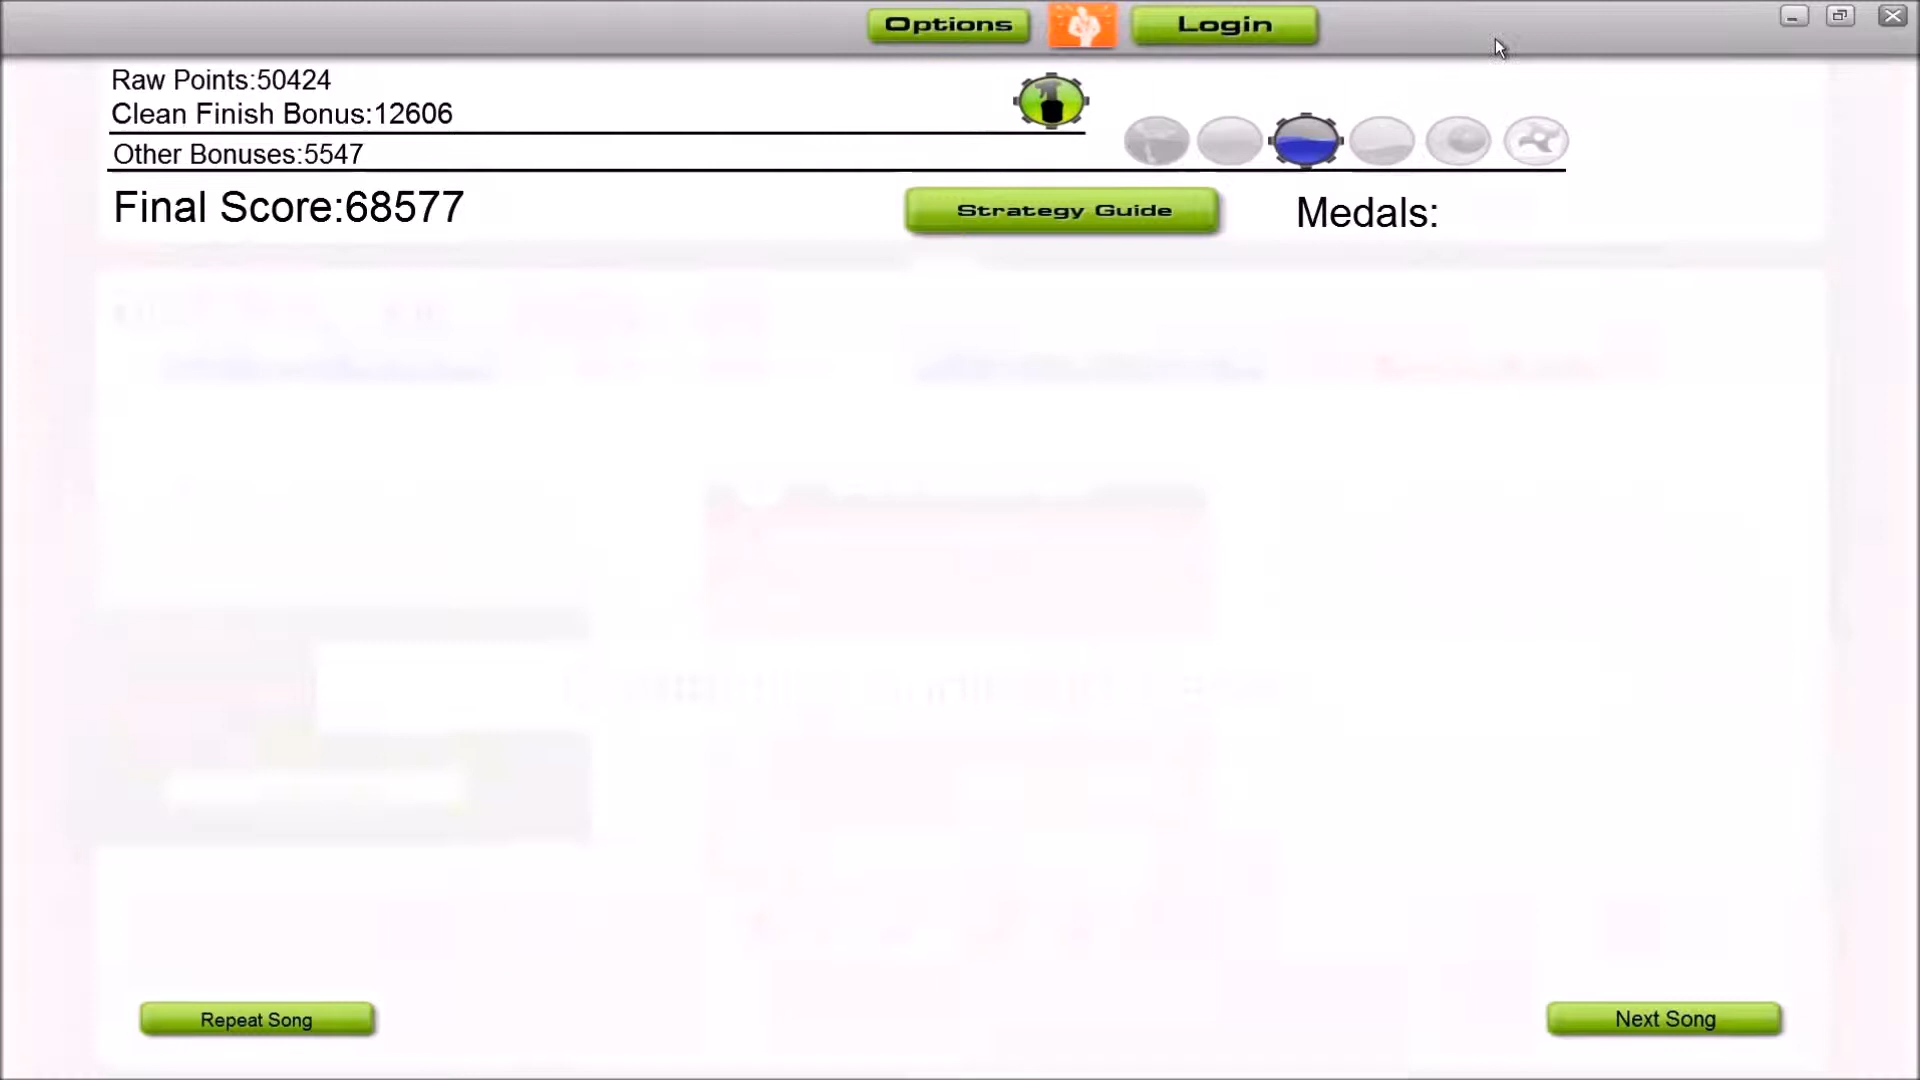 Options Login
Raw Points:50424
Clean Finish Bonus:12606
Other Bonuses:5547
Final Score:68577
Strategy Guide
Medals:
Repeat Song
Next Song